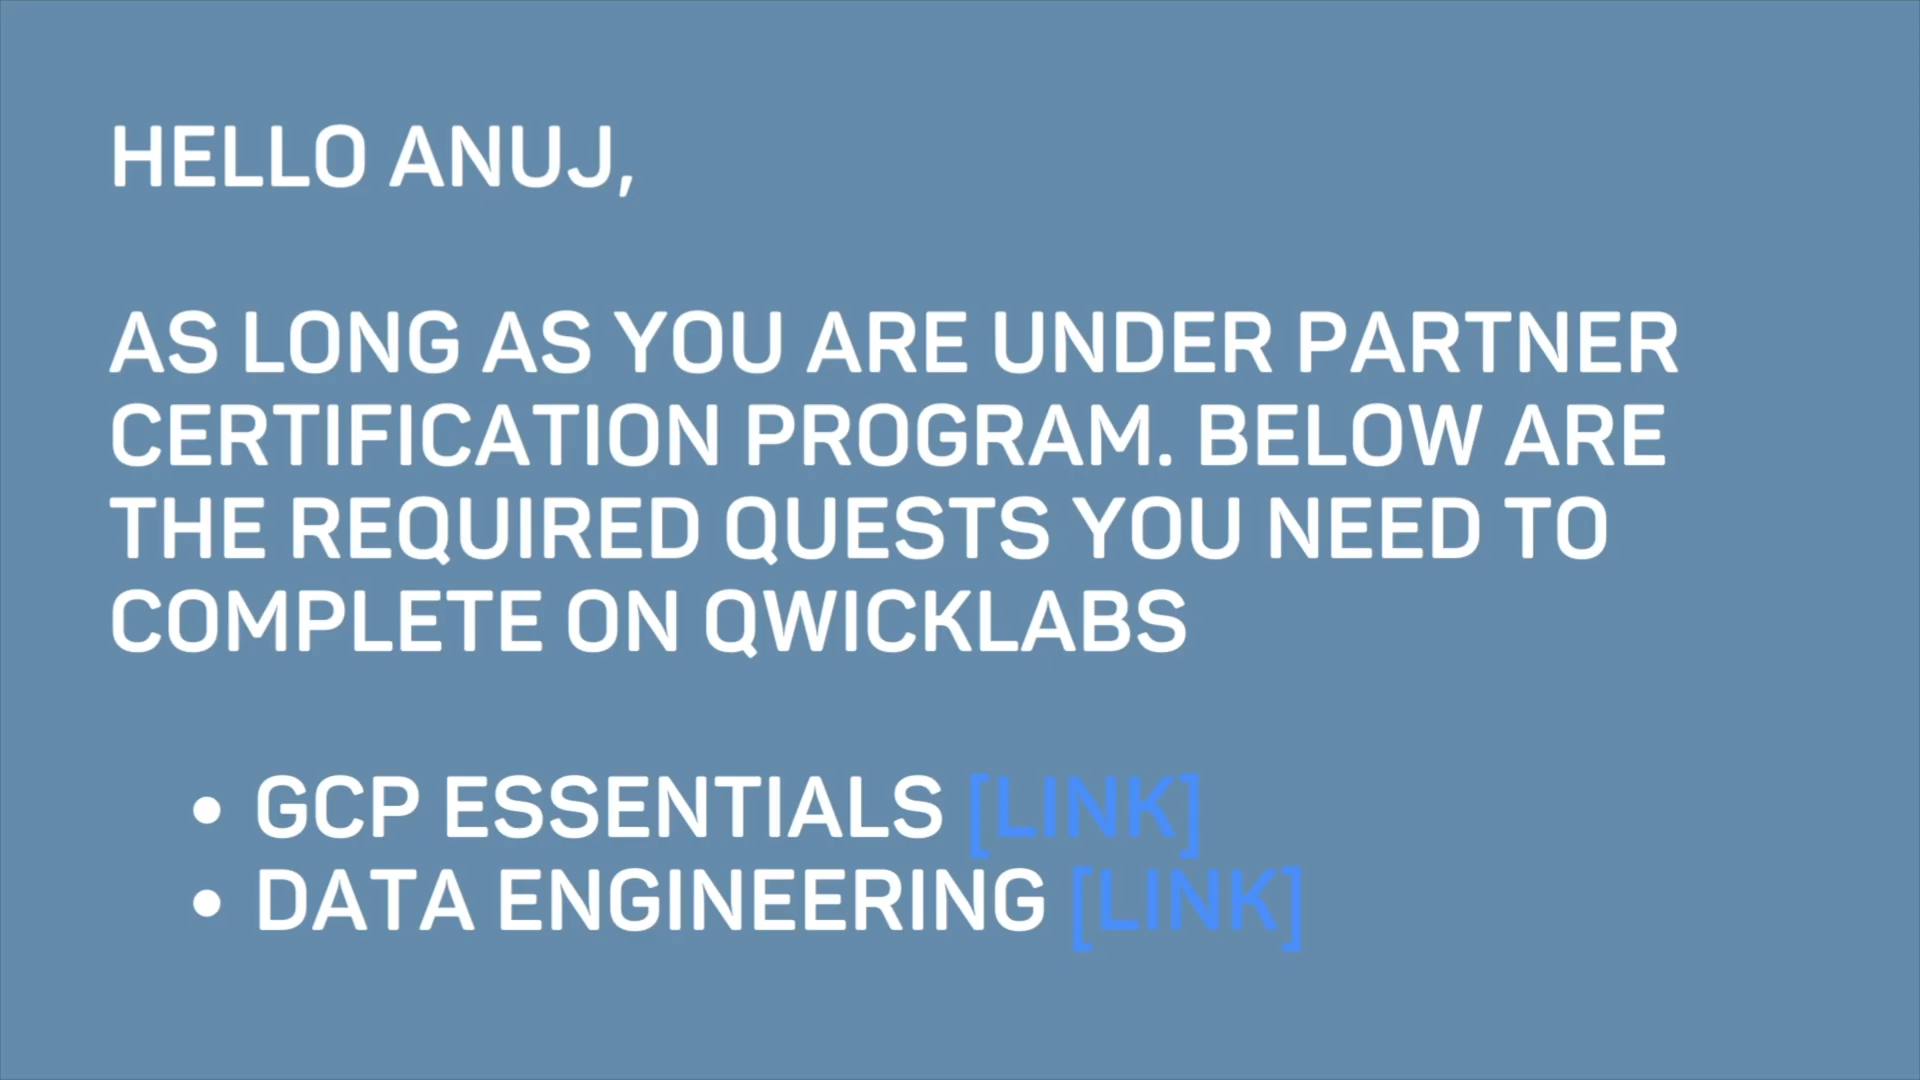 HELLO ANUJ,
AS LONG AS YOU ARE UNDER PARTNER
CERTIFICATION PROGRAM. BELOW ARE
THE REQUIRED QUESTS YOU NEED TO
COMPLETE ON QWICKLABS
• GCP ESSENTIALS [LINK]
• DATA ENGINEERING [LINK]